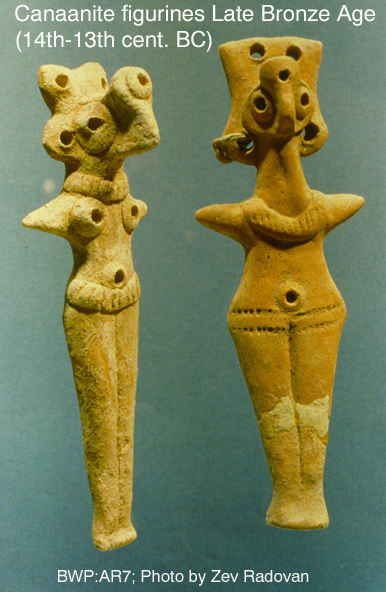 Canaanite figurines Late Bronze Age
(14th-13th cent. BC)
BWP:AR7; Photo by Zev Radovan